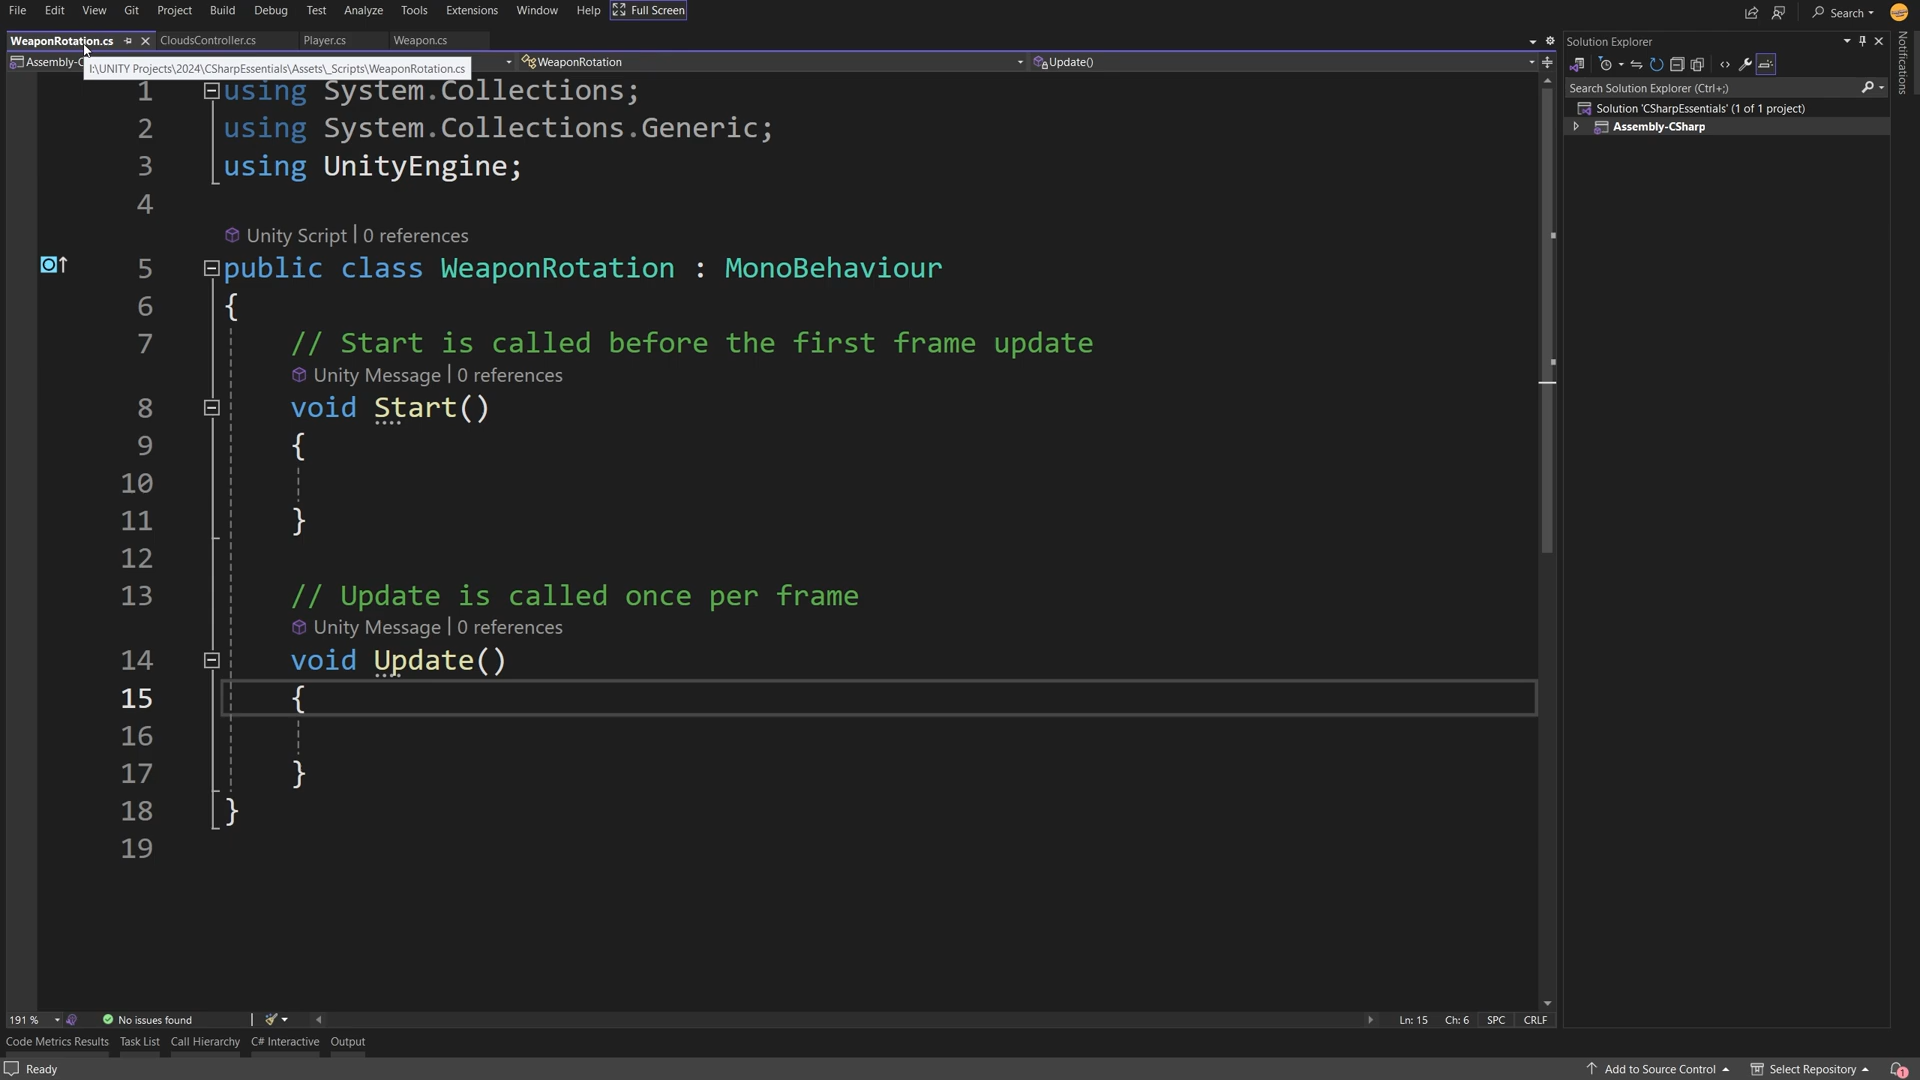 File Edit View Git Project Build Debug Test Analyze Tools Extensions Window Help Full Screen Search
WeaponRotation.cs CloudsController.cs Player.cs Weapon.cs
Assembly-C WeaponRotation Update()
I:\UNITY Projects\2024\CSharpEssentials\Assets\_Scripts\WeaponRotation.cs
1 using System.Collections;
2 using System.Collections.Generic;
3 using UnityEngine;
4
Unity Script | 0 references
5 public class WeaponRotation : MonoBehaviour
6 {
7 // Start is called before the first frame update
Unity Message | 0 references
8 void Start()
9 {
10
11 }
12
13 // Update is called once per frame
Unity Message | 0 references
14 void Update()
15 {
16
17 }
18 }
19
191 % No issues found Ln: 15 Ch: 6 SPC CRLF
Code Metrics Results Task List Call Hierarchy C# Interactive Output
Ready Add to Source Control Select Repository 1
Solution Explorer
Search Solution Explorer (Ctrl+;)
Solution 'CSharpEssentials' (1 of 1 project)
Assembly-CSharp
Notifications